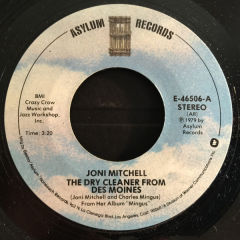 ASYLUM RECORDS
BMI
Crazy Crow
Music and
Jazz Workshop,
Inc.
Time: 3:20
E-46506-A
STEREO
(AR)
℗ 1979 by
Asylum
Records
JONI MITCHELL
THE DRY CLEANER FROM
DES MOINES
(Joni Mitchell and Charles Mingus)
From Her Album "Mingus"